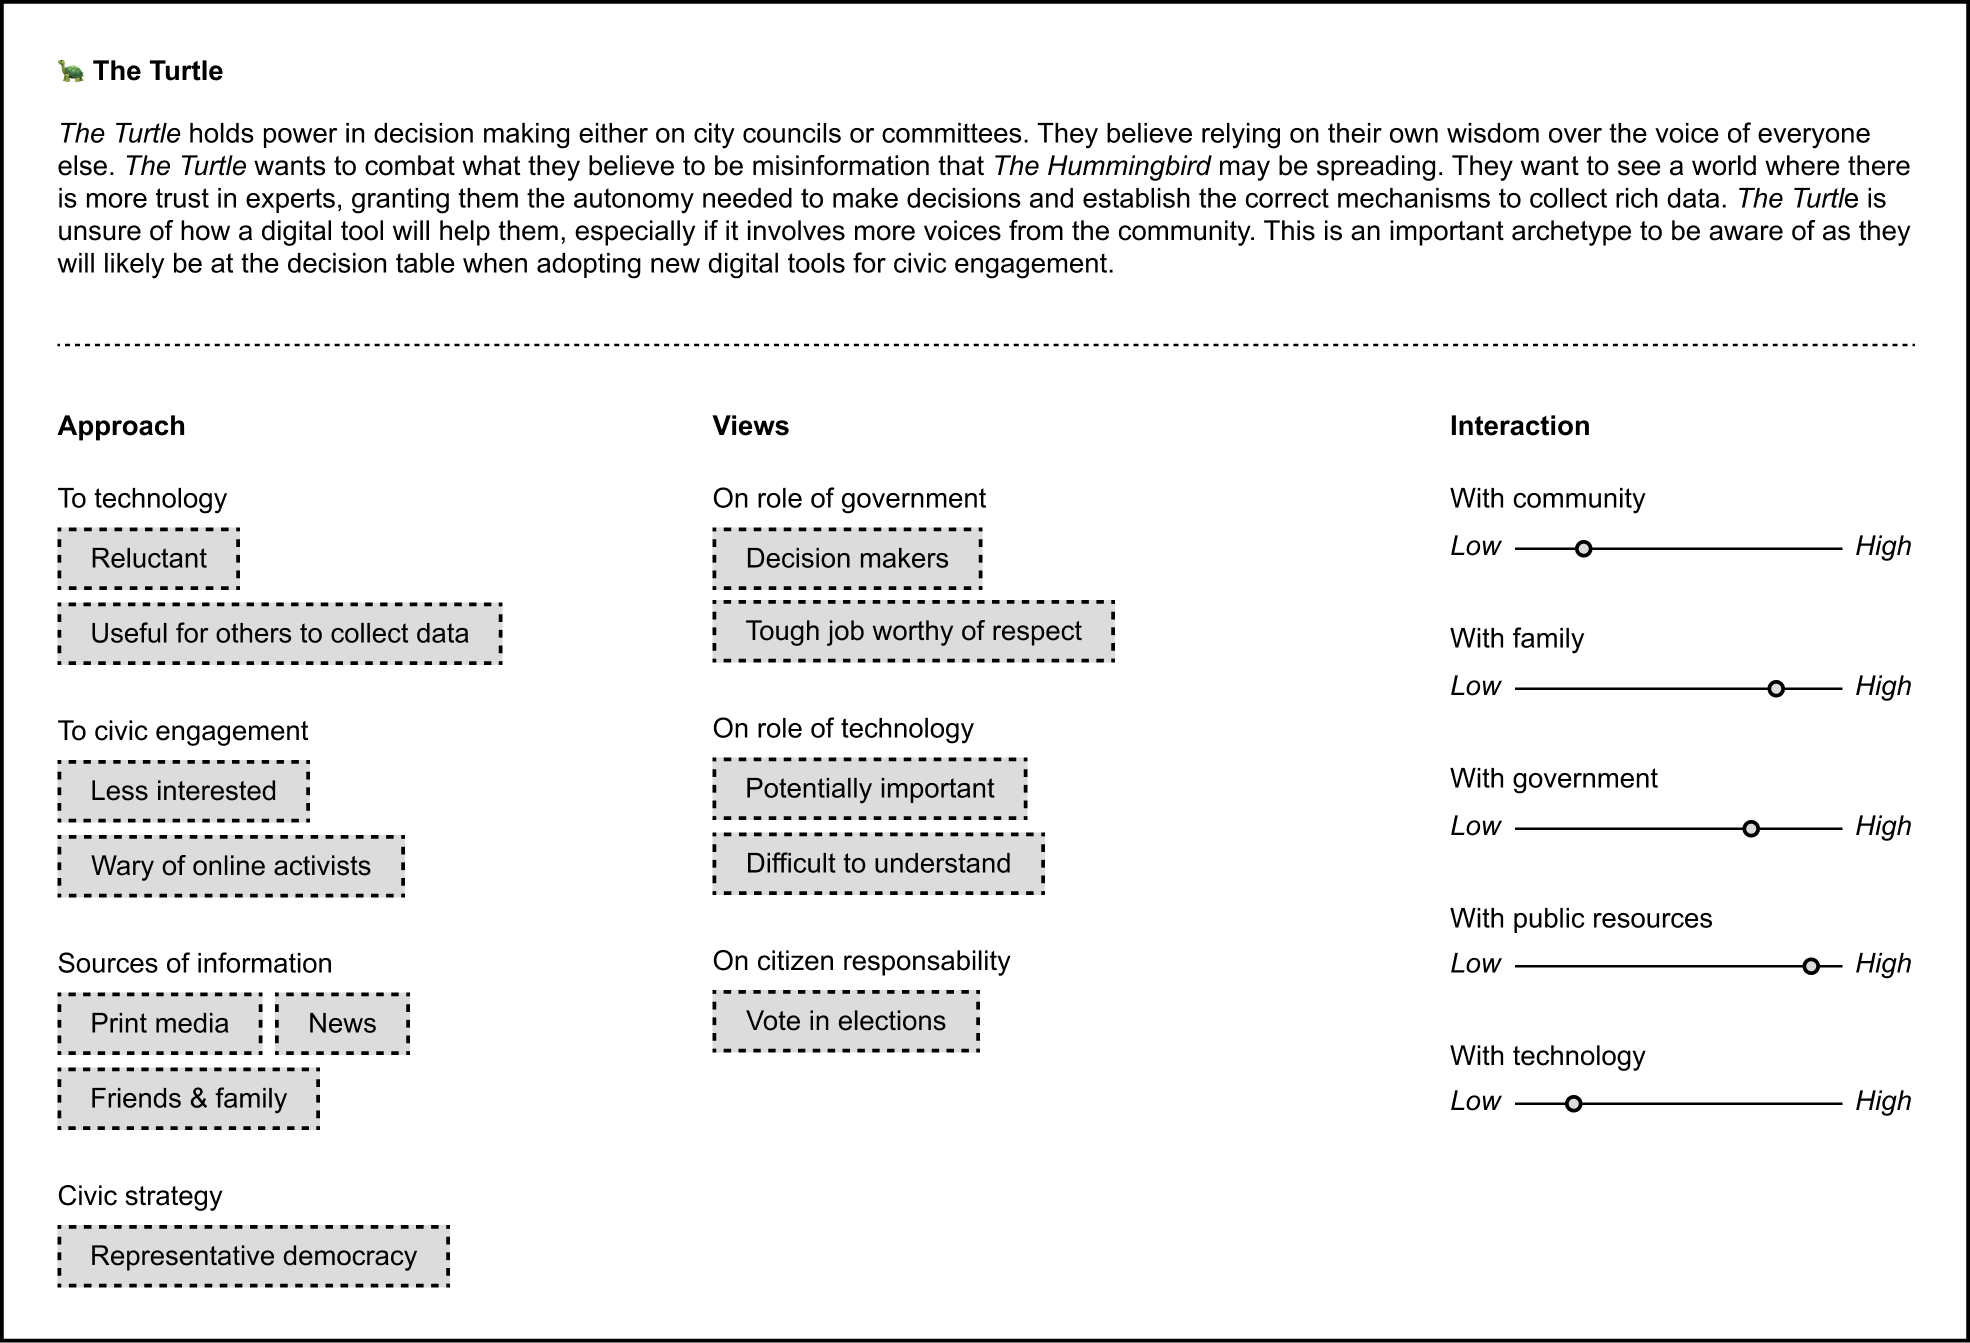 The Turtle
The Turtle holds power in decision making either on city councils or committees. They believe relying on their own wisdom over the voice of everyone
else. The Turtle wants to combat what they believe to be misinformation that The Hummingbird may be spreading. They want to see a world where there
is more trust in experts, granting them the autonomy needed to make decisions and establish the correct mechanisms to collect rich data. The Turtle is
unsure of how a digital tool will help them, especially if it involves more voices from the community. This is an important archetype to be aware of as they
will likely be at the decision table when adopting new digital tools for civic engagement.
Approach
To technology
Reluctant
Useful for others to collect data
To civic engagement
Less interested
Wary of online activists
Sources of information
Print media News
Friends & family
Civic strategy
Representative democracy
Views
On role of government
Decision makers
Tough job worthy of respect
On role of technology
Potentially important
Difficult to understand
On citizen responsability
Vote in elections
Interaction
With community
Low High
With family
Low High
With government
Low High
With public resources
Low High
With technology
Low High